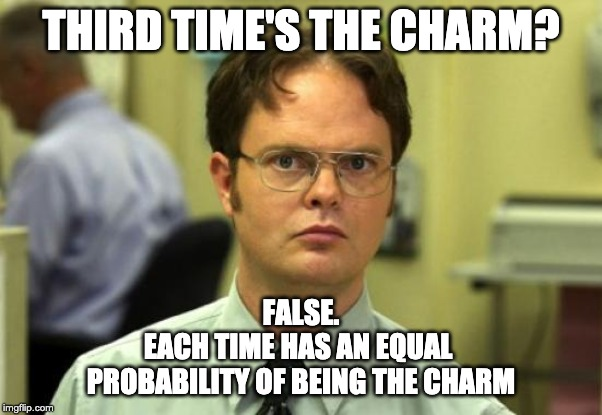 THIRD TIME'S THE CHARM?
FALSE.
EACH TIME HAS AN EQUAL
PROBABILITY OF BEING THE CHARM
imgflip.com